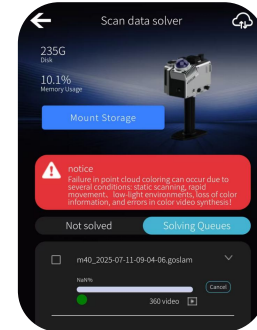 Scan data solver
235G
Disk
10.1%
Memory Usage
Mount Storage
notice
Failure in point cloud coloring can occur due to
several conditions: static scanning, rapid
movement、low-light environments, loss of color
information, and errors in color video synthesis!
Not solved
Solving Queues
m40_2025-07-11-09-04-06.goslam
NaN%
Cancel
360 video